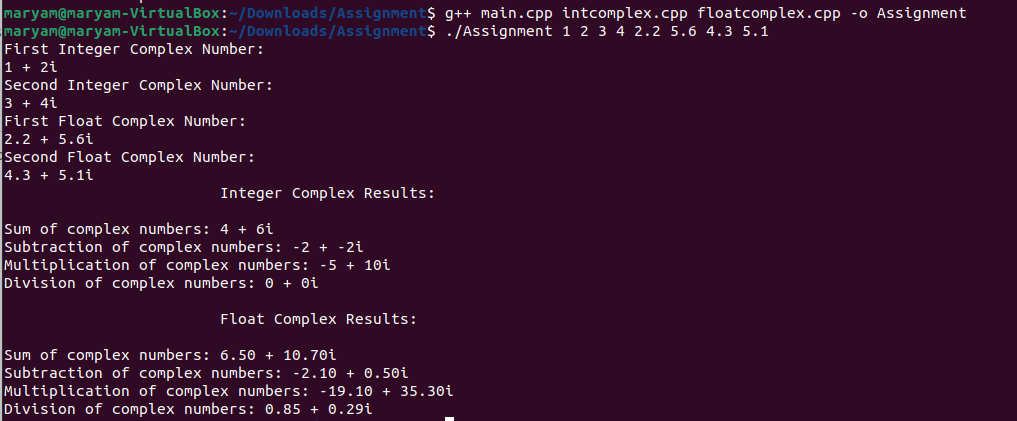 maryam@maryam-VirtualBox:~/Downloads/Assignment$ g++ main.cpp intcomplex.cpp floatcomplex.cpp -o Assignment
maryam@maryam-VirtualBox:~/Downloads/Assignment$ ./Assignment 1 2 3 4 2.2 5.6 4.3 5.1
First Integer Complex Number:
1 + 2i
Second Integer Complex Number:
3 + 4i
First Float Complex Number:
2.2 + 5.6i
Second Float Complex Number:
4.3 + 5.1i
Integer Complex Results:
Sum of complex numbers: 4 + 6i
Subtraction of complex numbers: -2 + -2i
Multiplication of complex numbers: -5 + 10i
Division of complex numbers: 0 + 0i
Float Complex Results:
Sum of complex numbers: 6.50 + 10.70i
Subtraction of complex numbers: -2.10 + 0.50i
Multiplication of complex numbers: -19.10 + 35.30i
Division of complex numbers: 0.85 + 0.29i